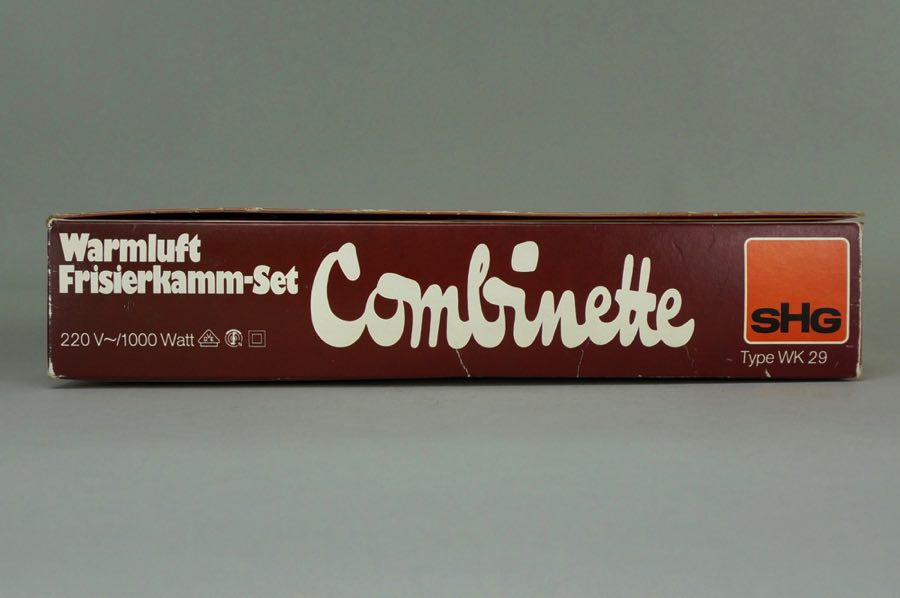 Warmluft
Frisierkamm-Set
220 V~/1000 Watt
Combinette
sHG
Type WK 29